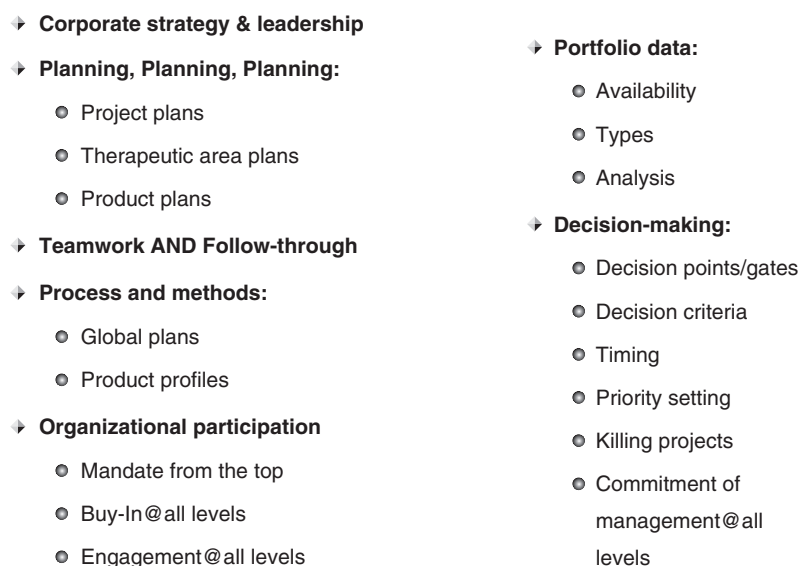 Corporate strategy & leadership
Planning, Planning, Planning:
Project plans
Therapeutic area plans
Product plans
Teamwork AND Follow-through
Process and methods:
Global plans
Product profiles
Organizational participation
Mandate from the top
Buy-In@all levels
Engagement@all levels
Portfolio data:
Availability
Types
Analysis
Decision-making:
Decision points/gates
Decision criteria
Timing
Priority setting
Killing projects
Commitment of
management@all
levels